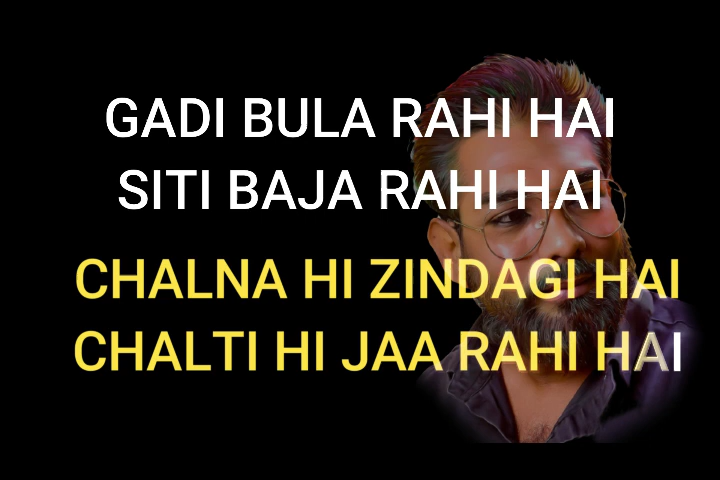 GADI BULA RAHI HAI
SITI BAJA RAHI HAI
CHALNA HI ZINDAGI HAI
CHALTI HI JAA RAHI HAI